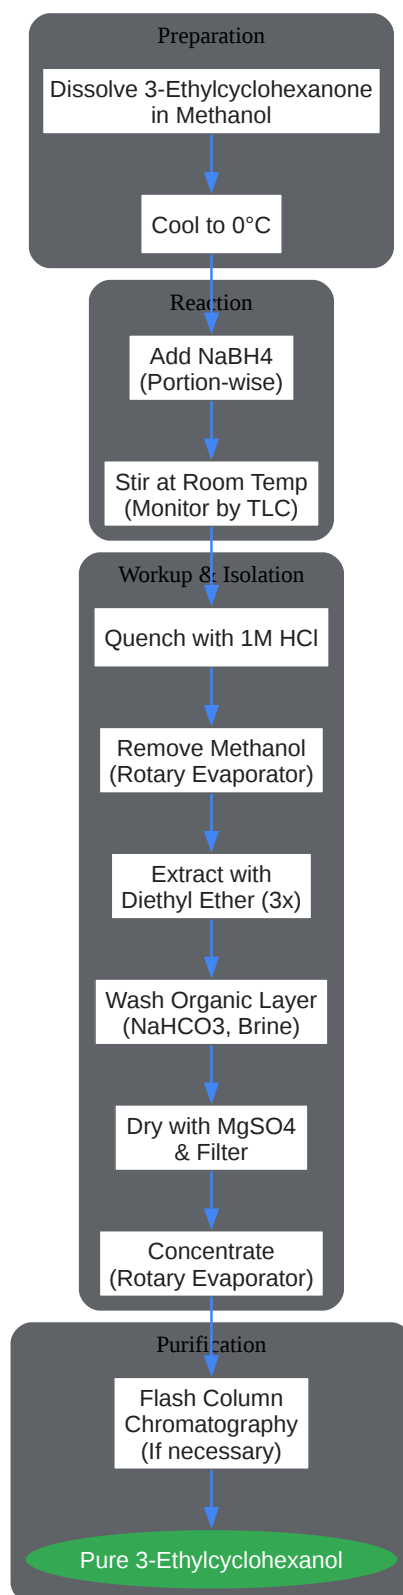 Preparation
Dissolve 3-Ethylcyclohexanone
in Methanol
Cool to 0°C
Reaction
Add NaBH4
(Portion-wise)
Stir at Room Temp
(Monitor by TLC)
Workup & Isolation
Quench with 1M HCl
Remove Methanol
(Rotary Evaporator)
Extract with
Diethyl Ether (3x)
Wash Organic Layer
(NaHCO3, Brine)
Dry with MgSO4
& Filter
Concentrate
(Rotary Evaporator)
Purification
Flash Column
Chromatography
(If necessary)
Pure 3-Ethylcyclohexanol